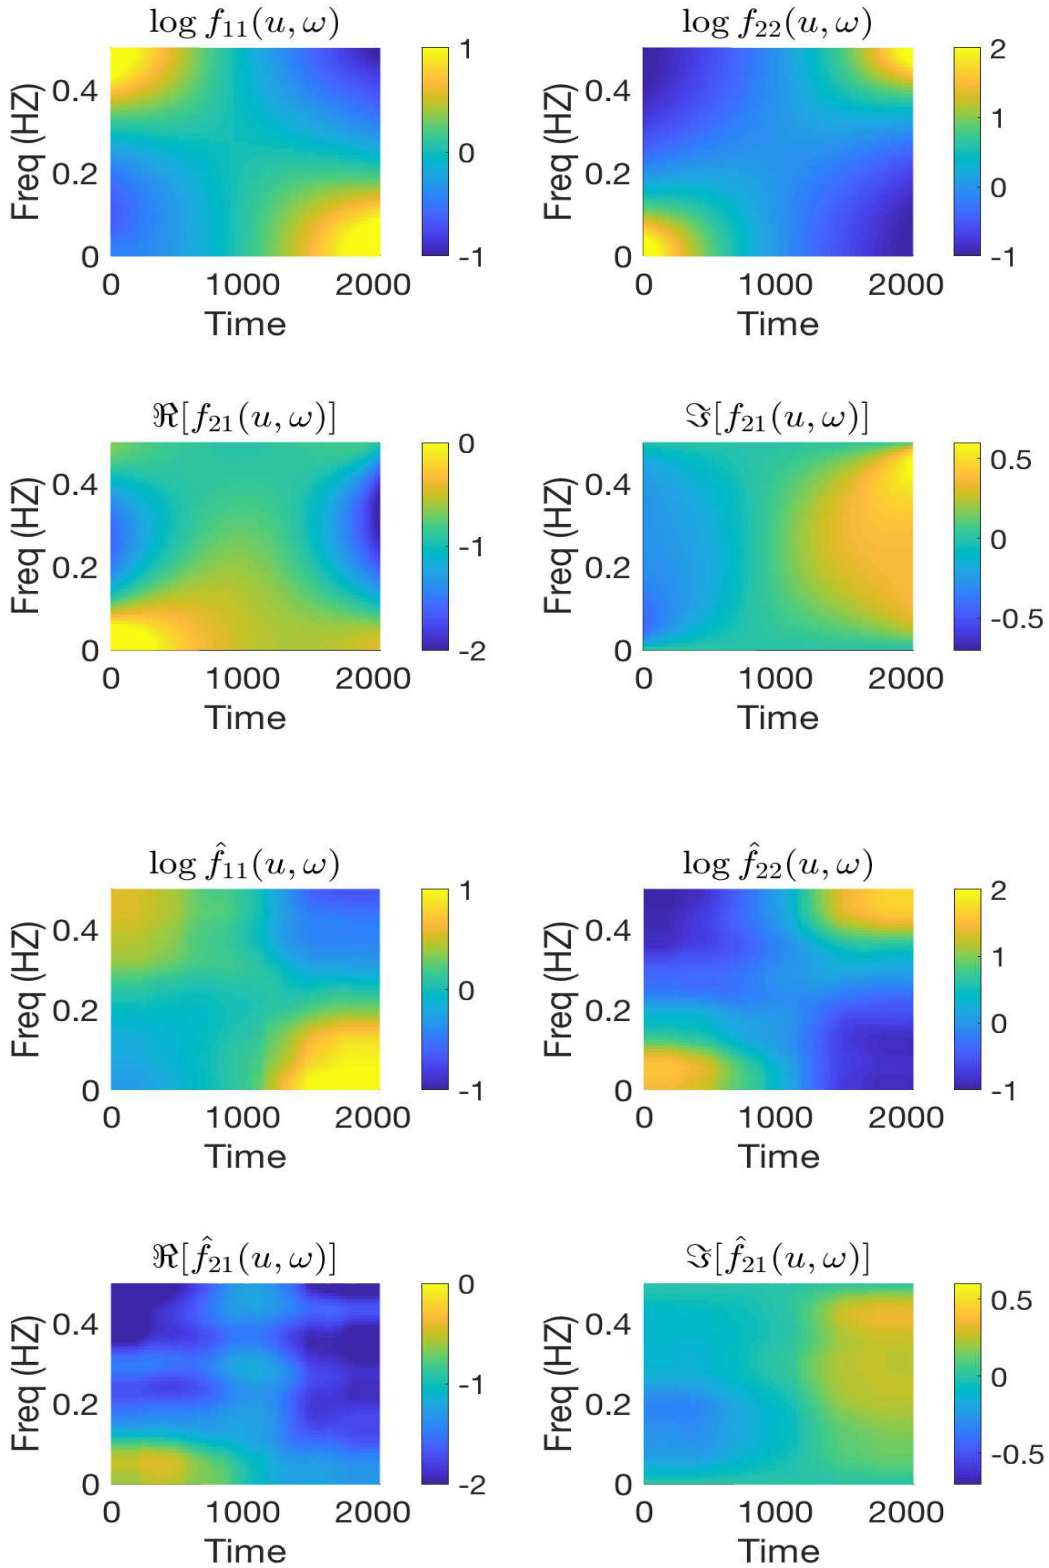 log f₁₁(u, ω)
1
0
-1
Freq (HZ)
0.4
0.2
0
0 1000 2000
Time
log f₂₂(u, ω)
2
1
0
-1
Freq (HZ)
0.4
0.2
0
0 1000 2000
Time
ℜ[f₂₁(u, ω)]
0
-1
-2
Freq (HZ)
0.4
0.2
0
0 1000 2000
Time
ℑ[f₂₁(u, ω)]
0.5
0
-0.5
Freq (HZ)
0.4
0.2
0
0 1000 2000
Time
log f̂₁₁(u, ω)
1
0
-1
Freq (HZ)
0.4
0.2
0
0 1000 2000
Time
log f̂₂₂(u, ω)
2
1
0
-1
Freq (HZ)
0.4
0.2
0
0 1000 2000
Time
ℜ[f̂₂₁(u, ω)]
0
-1
-2
Freq (HZ)
0.4
0.2
0
0 1000 2000
Time
ℑ[f̂₂₁(u, ω)]
0.5
0
-0.5
Freq (HZ)
0.4
0.2
0
0 1000 2000
Time